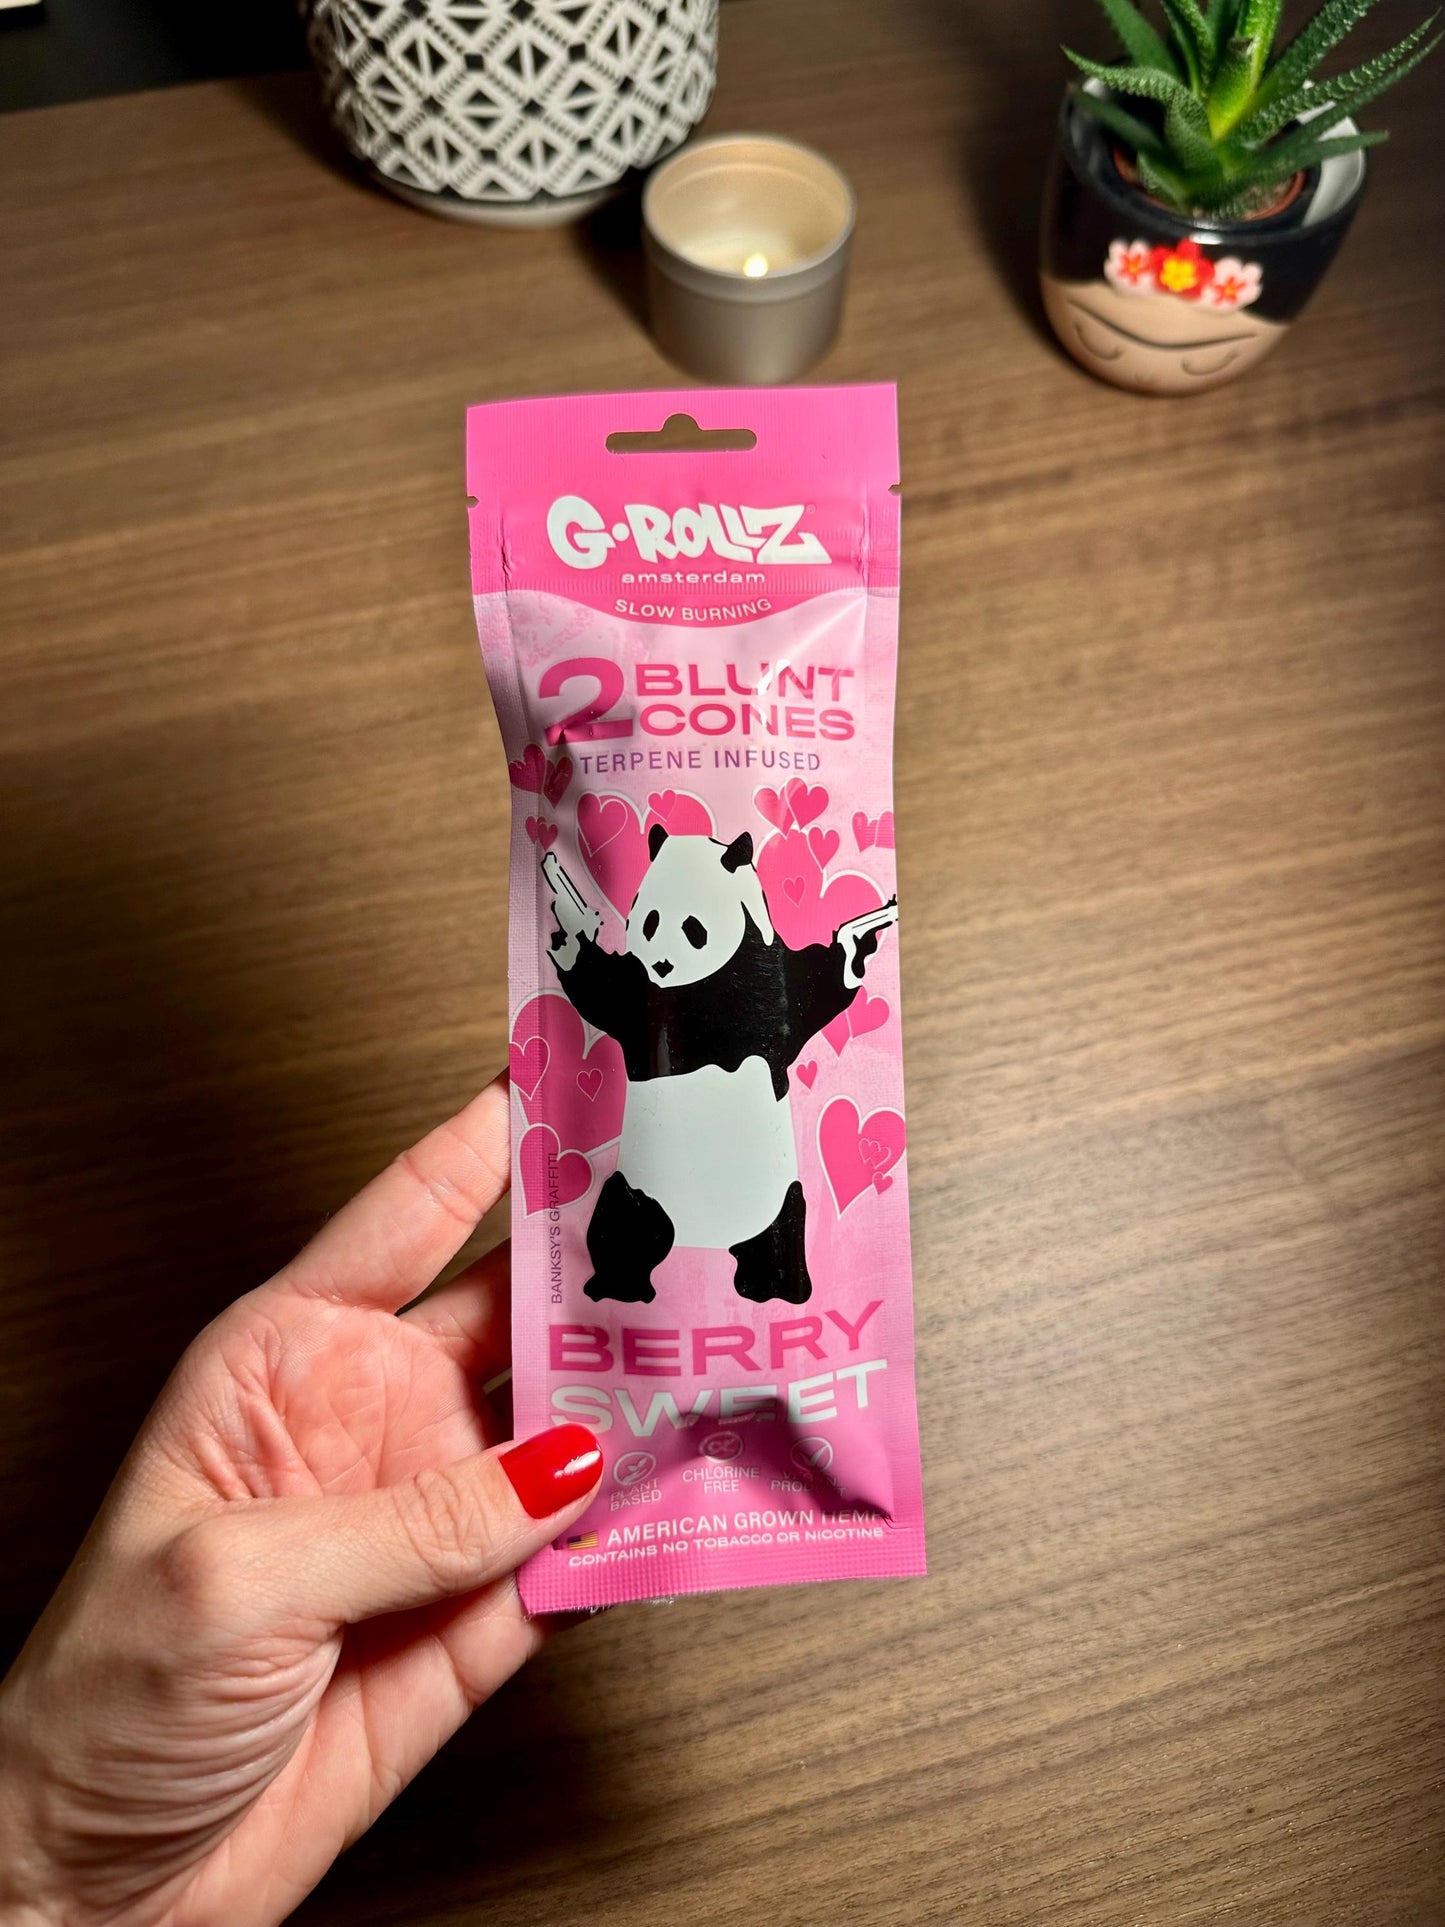 G·ROLLZ®
amsterdam
SLOW BURNING
2 BLUNT
CONES
TERPENE INFUSED
BANKSY'S GRAFFITI
BERRY
SWEET
PLANT
BASED
CHLORINE
FREE
AMERICAN GROWN HEMP
CONTAINS NO TOBACCO OR NICOTINE